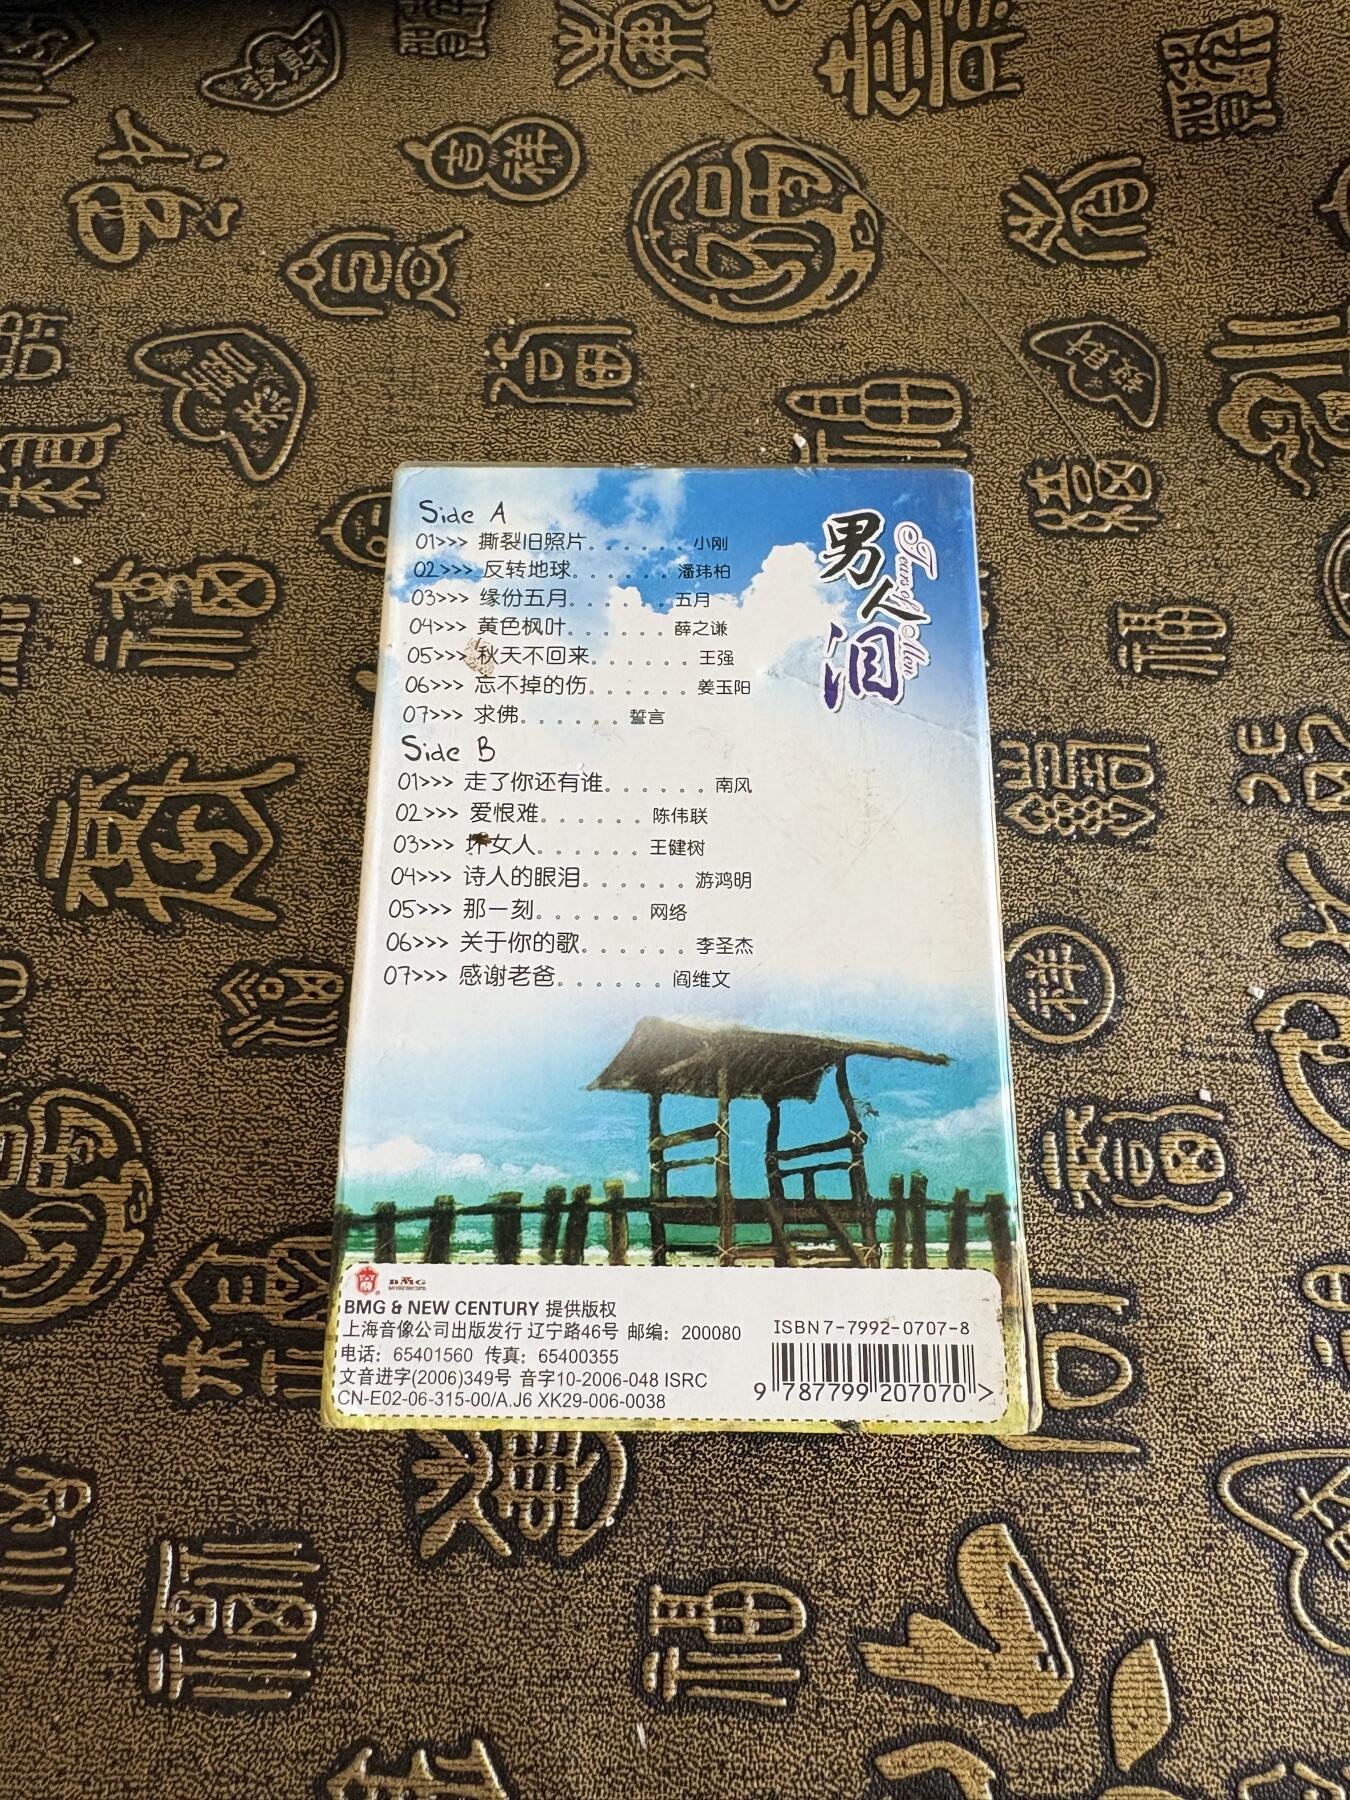 Side A
01>>> 撕裂旧照片。。。。。。小刚
02>>> 反转地球。。。。。。潘玮柏
03>>> 缘份五月。。。。。。五月
04>>> 黄色枫叶。。。。。。薛之谦
05>>> 秋天不回来。。。。。。王强
06>>> 忘不掉的伤。。。。。。姜玉阳
07>>> 求佛。。。。。。誓言
Side B
01>>> 走了你还有谁。。。。。。南风
02>>> 爱恨难。。。。。。陈伟联
03>>> 坏女人。。。。。。王健树
04>>> 诗人的眼泪。。。。。。游鸿明
05>>> 那一刻。。。。。。网络
06>>> 关于你的歌。。。。。。李圣杰
07>>> 感谢老爸。。。。。。阎维文
男人泪
Tears of Men
BMG
BMG & NEW CENTURY 提供版权
上海音像公司出版发行 辽宁路46号 邮编：200080
电话：65401560 传真：65400355
文音进字(2006)349号 音字10-2006-048 ISRC
CN-E02-06-315-00/A.J6 XK29-006-0038
ISBN7-7992-0707-8
9 787799 207070 >